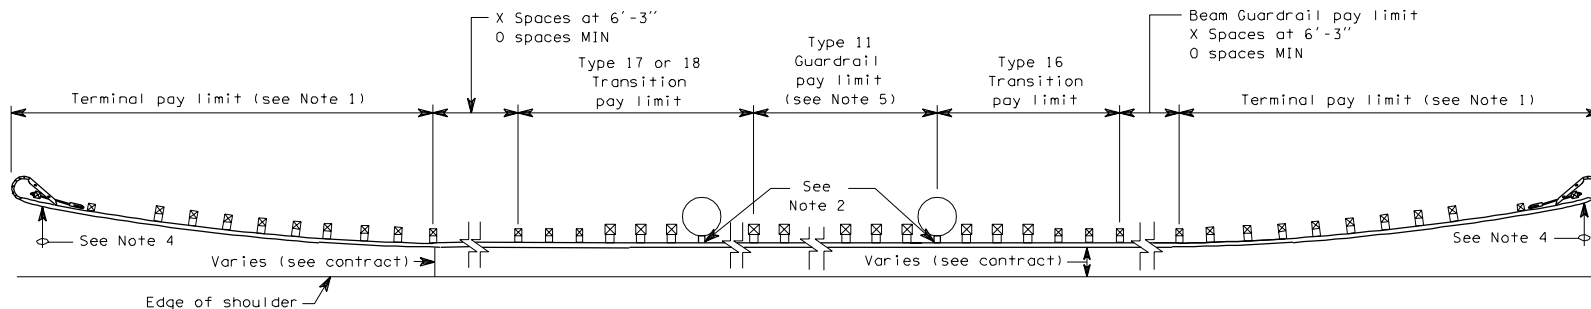 X Spaces at 6'-3"
O spaces MIN
Beam Guardrail pay limit
X Spaces at 6'-3"
O spaces MIN
Type 17 or 18
Transition
pay limit
Type 11
Guardrail
pay limit
(see Note 5)
Type 16
Transition
pay limit
Terminal pay limit (see Note 1)
Terminal pay limit (see Note 1)
See
Note 2
See Note 4
See Note 4
Varies (see contract)
Varies (see contract)
Edge of shoulder